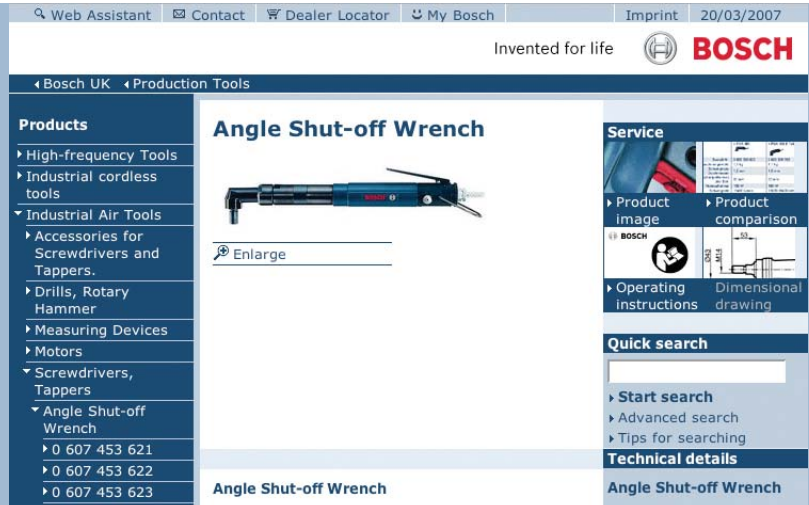 Web Assistant
Contact
Dealer Locator
My Bosch
Imprint
20/03/2007
Invented for life
BOSCH
Bosch UK
Production Tools
Products
High-frequency Tools
Industrial cordless
tools
Industrial Air Tools
Accessories for
Screwdrivers and
Tappers.
Drills, Rotary
Hammer
Measuring Devices
Motors
Screwdrivers,
Tappers
Angle Shut-off
Wrench
0 607 453 621
0 607 453 622
0 607 453 623
Angle Shut-off Wrench
BOSCH
Enlarge
Angle Shut-off Wrench
Service
Product
image
Product
comparison
BOSCH
53
Ø43
M14
Operating
instructions
Dimensional
drawing
Quick search
Start search
Advanced search
Tips for searching
Technical details
Angle Shut-off Wrench